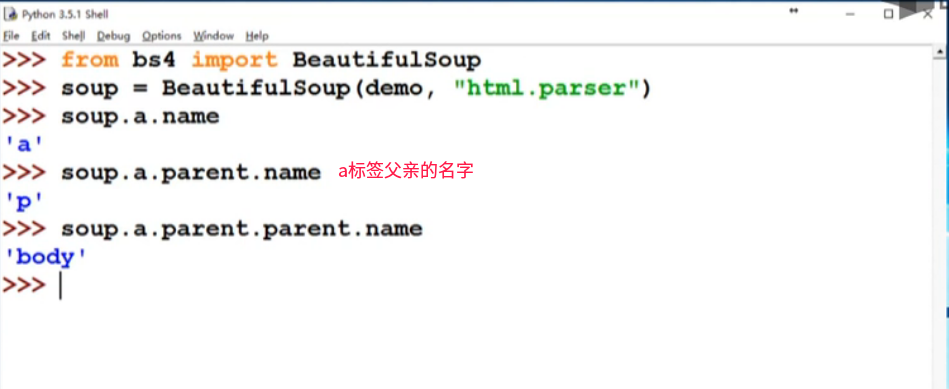 Python 3.5.1 Shell
File Edit Shell Debug Options Window Help
>>> from bs4 import BeautifulSoup
>>> soup = BeautifulSoup(demo, "html.parser")
>>> soup.a.name
'a'
>>> soup.a.parent.name a标签父亲的名字
'p'
>>> soup.a.parent.parent.name
'body'
>>>